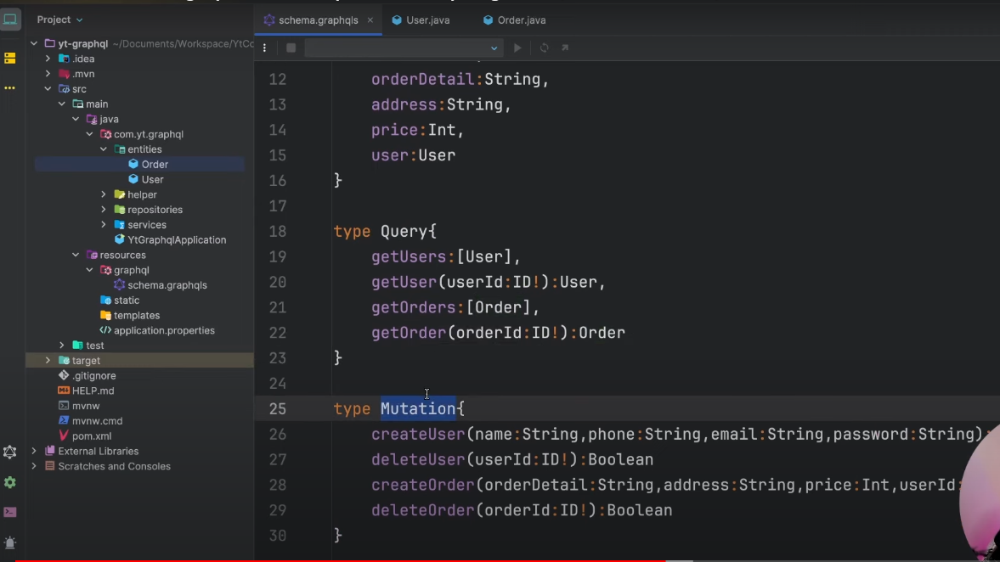 Project
schema.graphqls
User.java
Order.java
yt-graphql ~/Documents/Workspace/YtCo
.idea
.mvn
src
main
java
com.yt.graphql
entities
Order
User
helper
repositories
services
YtGraphqlApplication
resources
graphql
schema.graphqls
static
templates
application.properties
test
target
.gitignore
HELP.md
mvnw
mvnw.cmd
pom.xml
External Libraries
Scratches and Consoles
12 orderDetail:String,
13 address:String,
14 price:Int,
15 user:User
16 }
17
18 type Query{
19 getUsers:[User],
20 getUser(userId:ID!):User,
21 getOrders:[Order],
22 getOrder(orderId:ID!):Order
23 }
24
25 type Mutation{
26 createUser(name:String,phone:String,email:String,password:String):
27 deleteUser(userId:ID!):Boolean
28 createOrder(orderDetail:String,address:String,price:Int,userId:
29 deleteOrder(orderId:ID!):Boolean
30 }